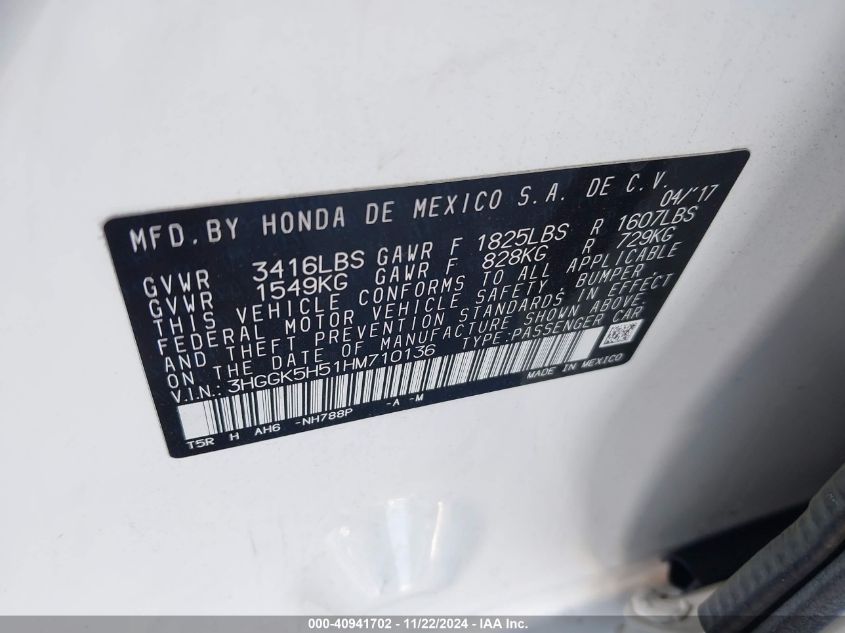 MFD. BY HONDA DE MEXICO S.A. DE C.V.
04/'17
GVWR 3416LBS GAWR F 1825LBS R 1607LBS
GVWR 1549KG GAWR F 828KG R 729KG
THIS VEHICLE CONFORMS TO ALL APPLICABLE
FEDERAL MOTOR VEHICLE SAFETY, BUMPER,
AND THEFT PREVENTION STANDARDS IN EFFECT
ON THE DATE OF MANUFACTURE SHOWN ABOVE.
V.I.N.: 3HGGK5H51HM710136 TYPE:PASSENGER CAR
MADE IN MEXICO
T5R H AH6 -NH788P -A -M
000-40941702 - 11/22/2024 - IAA Inc.